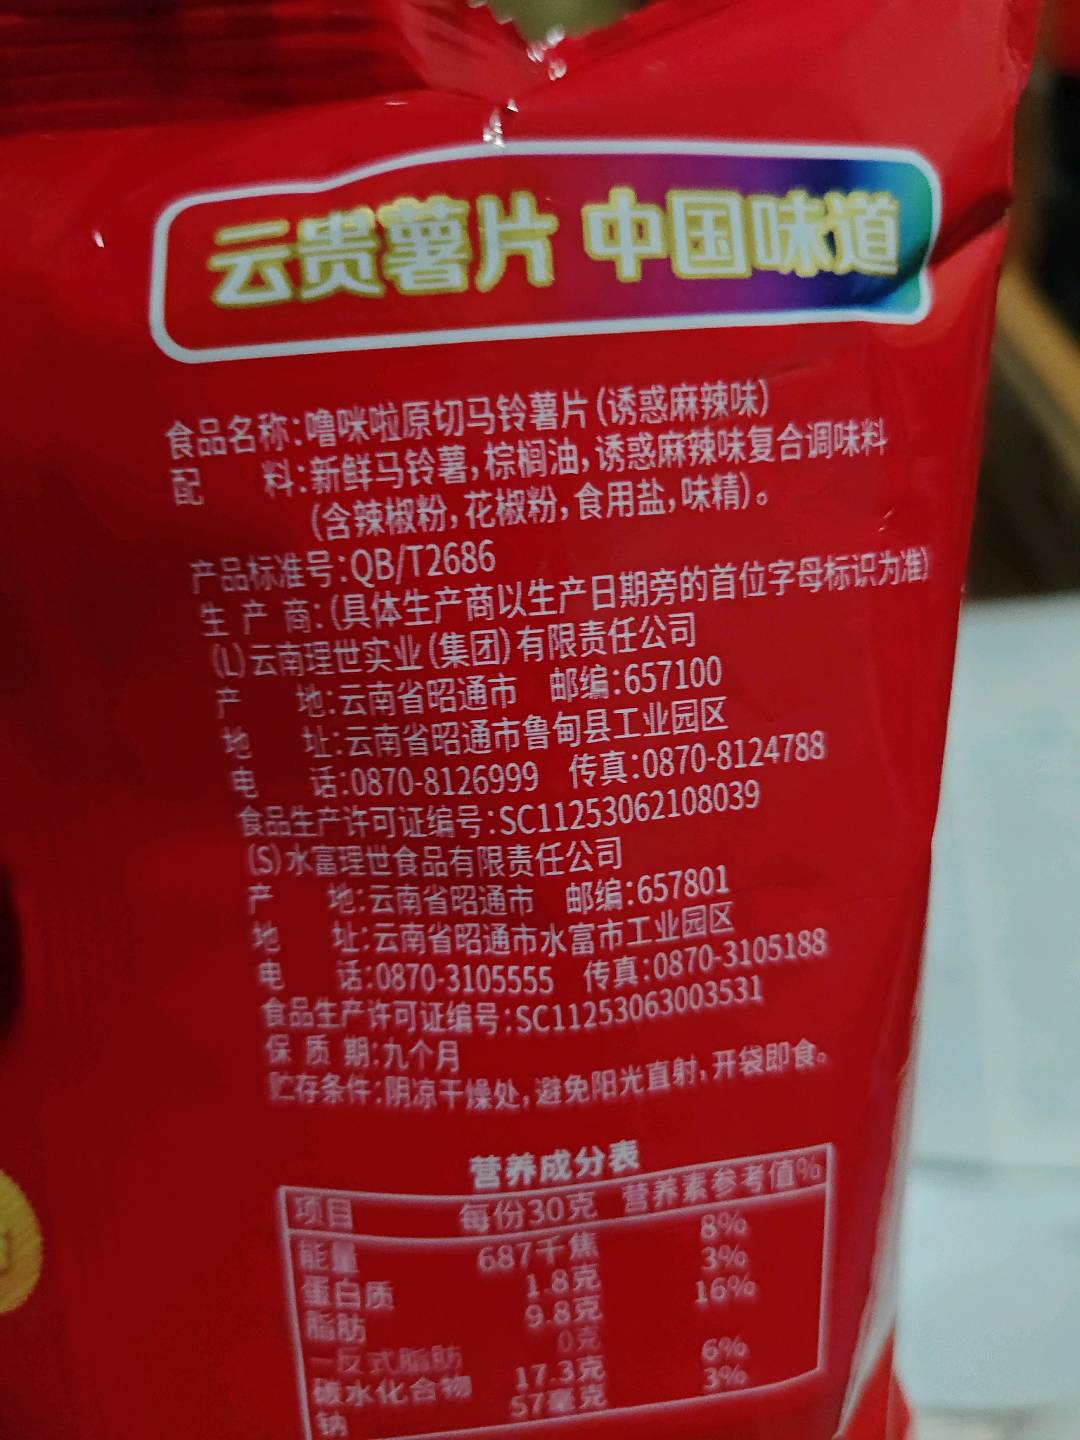 云贵薯片 中国味道
食品名称:噜咪啦原切马铃薯片(诱惑麻辣味)
配 料:新鲜马铃薯,棕榈油,诱惑麻辣味复合调味料
(含辣椒粉,花椒粉,食用盐,味精)。
产品标准号:QB/T2686
生 产 商:(具体生产商以生产日期旁的首位字母标识为准)
(L)云南理世实业(集团)有限责任公司
产 地:云南省昭通市 邮编:657100
地 址:云南省昭通市鲁甸县工业园区
电 话:0870-8126999 传真:0870-8124788
食品生产许可证编号:SC11253062108039
(S)水富理世食品有限责任公司
产 地:云南省昭通市 邮编:657801
地 址:云南省昭通市水富市工业园区
电 话:0870-3105555 传真:0870-3105188
食品生产许可证编号:SC11253063003531
保 质 期:九个月
贮存条件:阴凉干燥处,避免阳光直射,开袋即食。
营养成分表
项目 每份30克 营养素参考值%
能量 687千焦 8%
蛋白质 1.8克 3%
脂肪 9.8克 16%
一反式脂肪 0克
碳水化合物 17.3克 6%
钠 57毫克 3%